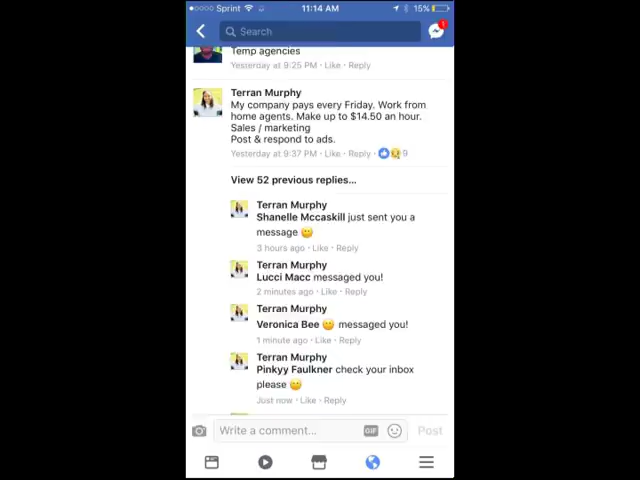 Sprint 11:14 AM 15%
Search 1
Temp agencies
Yesterday at 9:25 PM · Like · Reply
Terran Murphy
My company pays every Friday. Work from
home agents. Make up to $14.50 an hour.
Sales / marketing
Post & respond to ads.
Yesterday at 9:37 PM · Like · Reply · 9
View 52 previous replies...
Terran Murphy
Shanelle Mccaskill just sent you a
message
3 hours ago · Like · Reply
Terran Murphy
Lucci Macc messaged you!
2 minutes ago · Like · Reply
Terran Murphy
Veronica Bee messaged you!
1 minute ago · Like · Reply
Terran Murphy
Pinkyy Faulkner check your inbox
please
Just now · Like · Reply
Write a comment... GIF Post